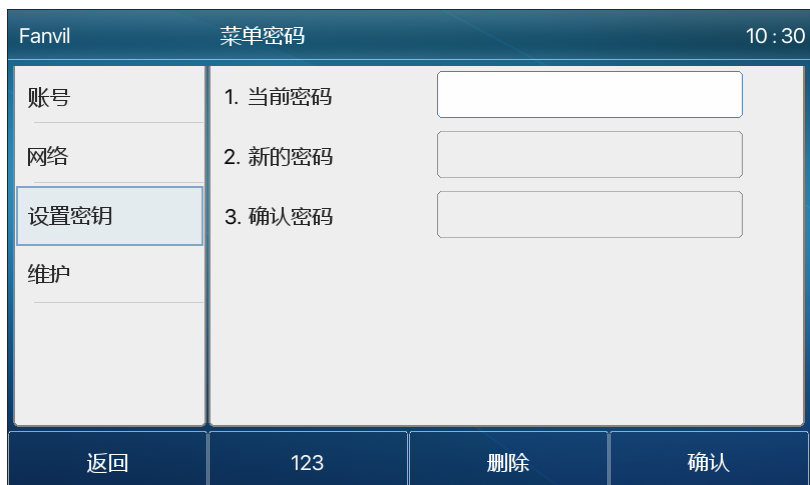 Fanvil 菜单密码 10:30
账号
网络
设置密钥
维护
1. 当前密码
2. 新的密码
3. 确认密码
返回 123 删除 确认